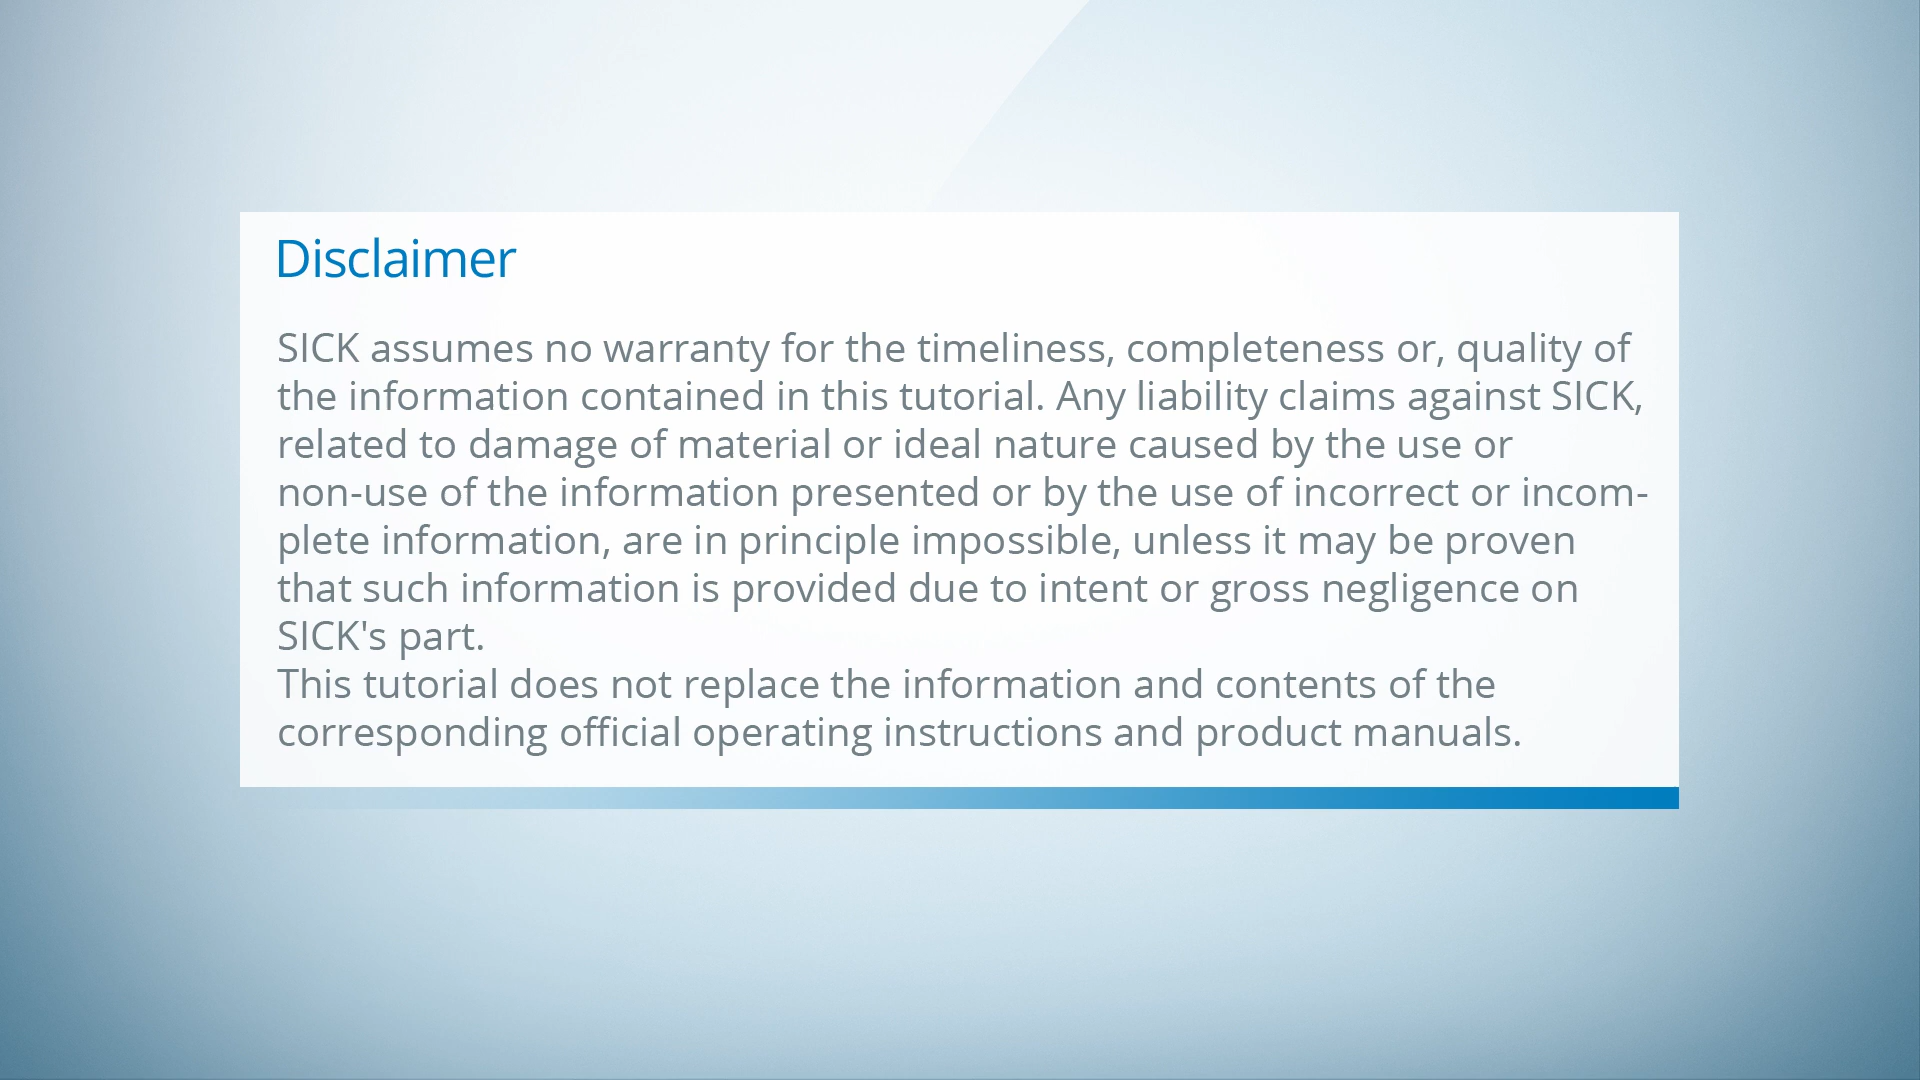 Disclaimer
SICK assumes no warranty for the timeliness, completeness or, quality of
the information contained in this tutorial. Any liability claims against SICK,
related to damage of material or ideal nature caused by the use or
non-use of the information presented or by the use of incorrect or incom-
plete information, are in principle impossible, unless it may be proven
that such information is provided due to intent or gross negligence on
SICK's part.
This tutorial does not replace the information and contents of the
corresponding official operating instructions and product manuals.